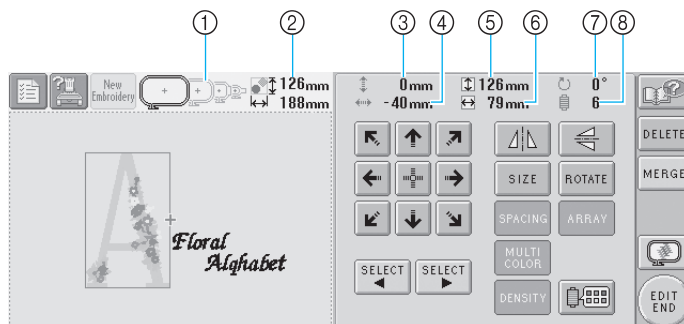 ① ② ③ ④ ⑤ ⑥ ⑦ ⑧
New
Embroidery
126mm
188mm
0mm
-40mm
126mm
79mm
0°
6
DELETE
MERGE
SIZE
ROTATE
SPACING
ARRAY
MULTI
COLOR
SELECT
SELECT
DENSITY
EDIT
END
Floral
Alphabet